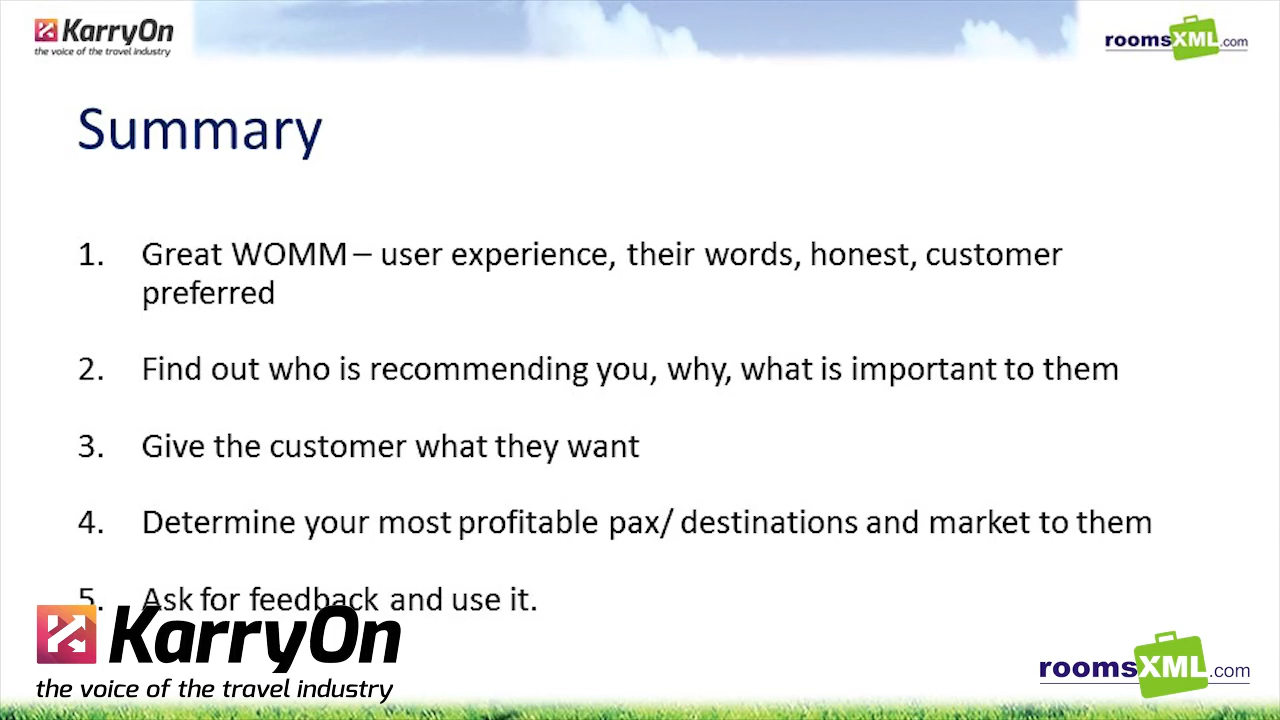 KarryOn
the voice of the travel industry
roomsXML.com
Summary
1. Great WOMM – user experience, their words, honest, customer
preferred
2. Find out who is recommending you, why, what is important to them
3. Give the customer what they want
4. Determine your most profitable pax/ destinations and market to them
5. Ask for feedback and use it.
KarryOn
the voice of the travel industry
roomsXML.com